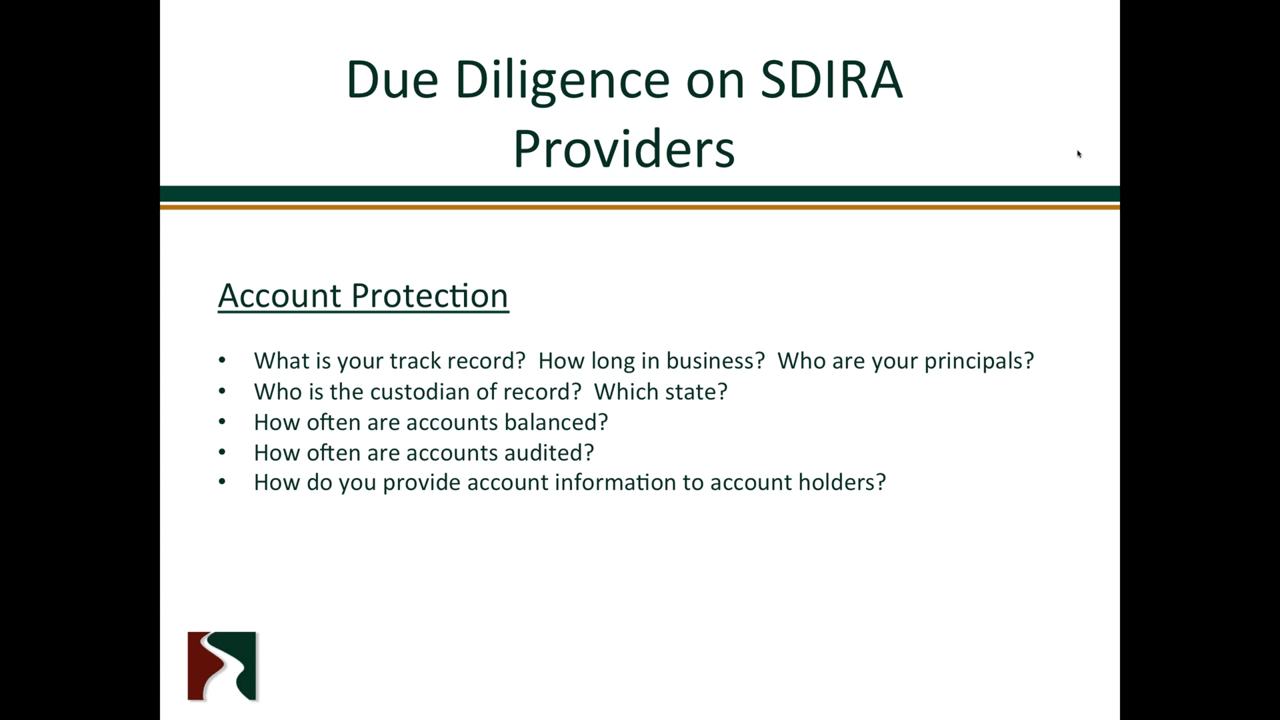 Due Diligence on SDIRA
Providers
Account Protection
• What is your track record?  How long in business?  Who are your principals?
• Who is the custodian of record?  Which state?
• How often are accounts balanced?
• How often are accounts audited?
• How do you provide account information to account holders?